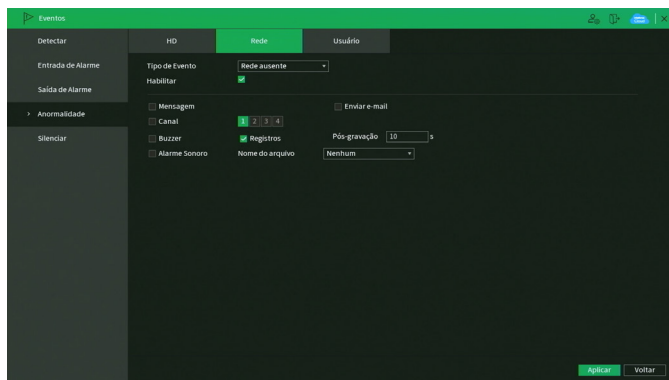 Eventos
Detectar
HD
Rede
Usuário
Entrada de Alarme
Tipo de Evento
Rede ausente
Habilitar
Saída de Alarme
Anormalidade
Mensagem
Enviar e-mail
Canal
1 2 3 4
Silenciar
Buzzer
Registros
Pós-gravação
10
s
Alarme Sonoro
Nome do arquivo
Nenhum
Aplicar
Voltar